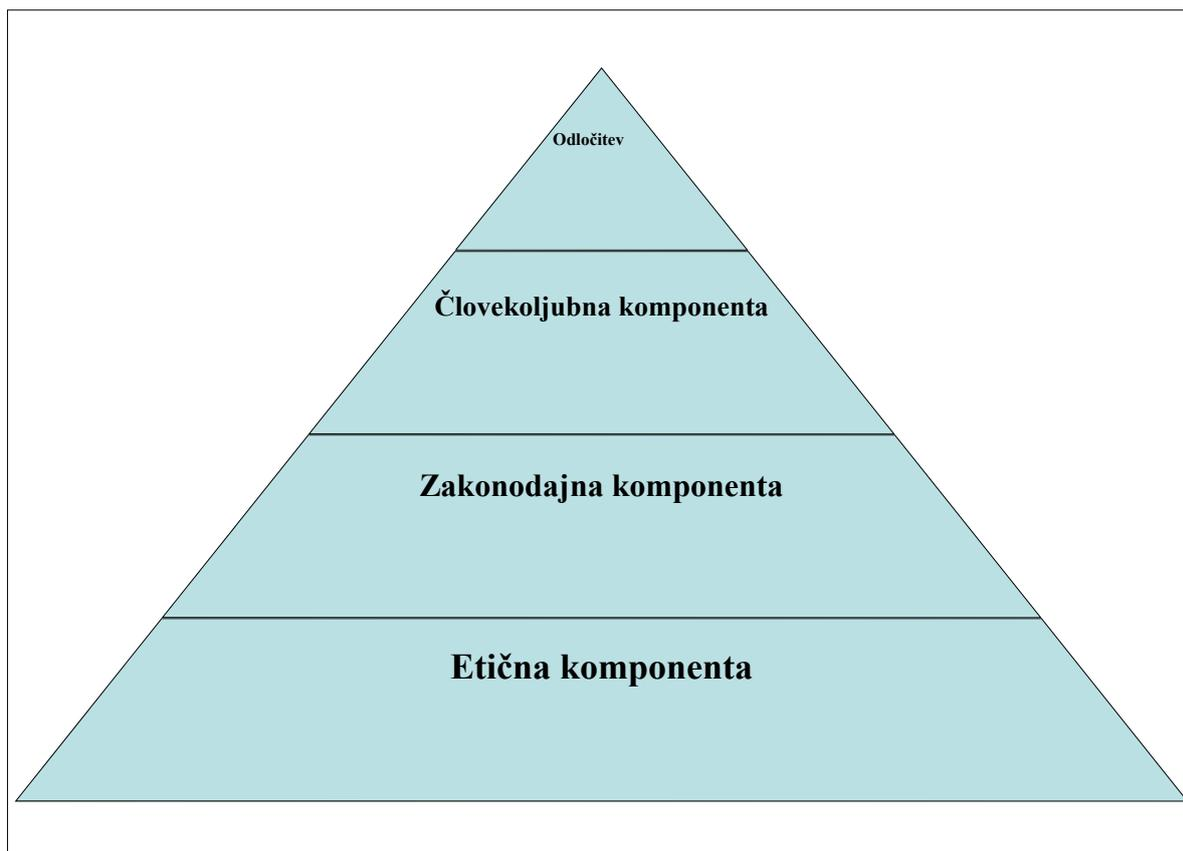 Odločitev
Človekoljubna komponenta
Zakonodajna komponenta
Etična komponenta